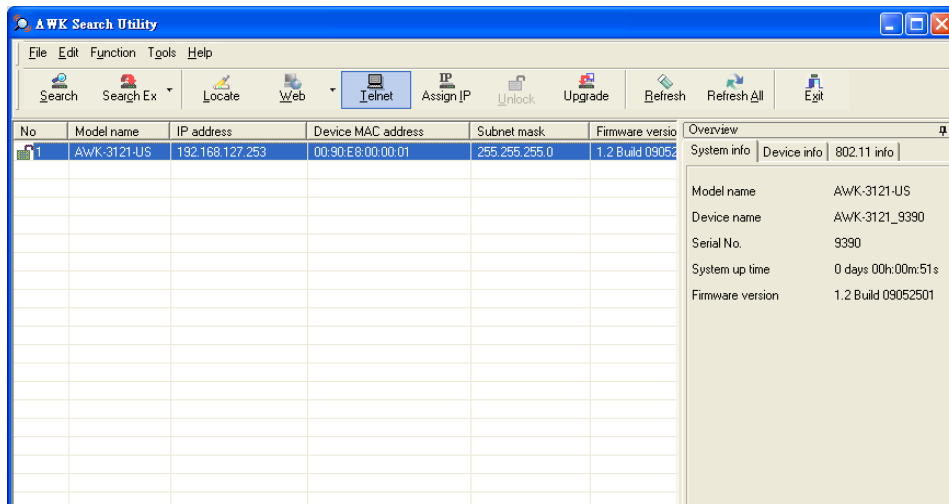 AWK Search Utility
File Edit Function Tools Help
Search Search Ex Locate Web Telnet Assign IP Unlock Upgrade Refresh Refresh All Exit
IP
No Model name IP address Device MAC address Subnet mask Firmware versio
1 AWK-3121-US 192.168.127.253 00:90:E8:00:00:01 255.255.255.0 1.2 Build 09052
Overview
System info Device info 802.11 info
Model name AWK-3121-US
Device name AWK-3121_9390
Serial No. 9390
System up time 0 days 00h:00m:51s
Firmware version 1.2 Build 09052501